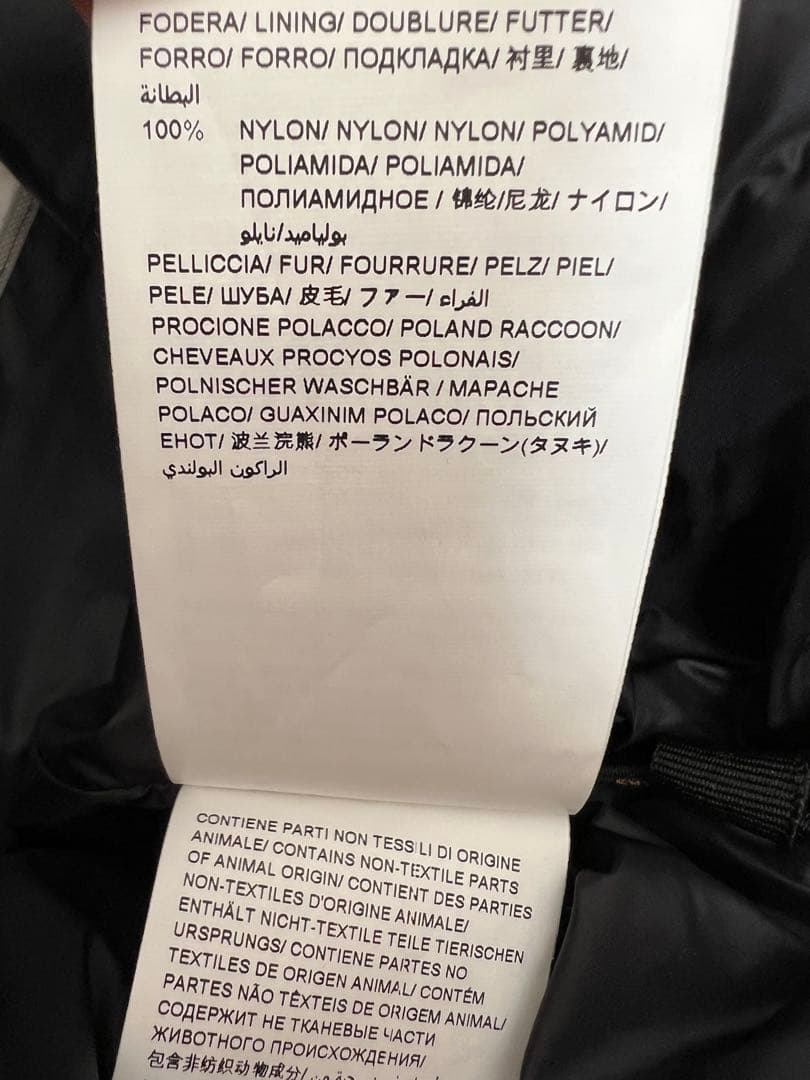 FODERA/ LINING/ DOUBLURE/ FUTTER/
FORRO/ FORRO/ ПОДКЛАДКА/ 衬里/ 裏地/
البطانة
100% NYLON/ NYLON/ NYLON/ POLYAMID/
POLIAMIDA/ POLIAMIDA/
ПОЛИАМИДНОЕ / 锦纶/尼龙/ ナイロン/
بولياميد/نايلو
PELLICCIA/ FUR/ FOURRURE/ PELZ/ PIEL/
PELE/ ШУБА/ 皮毛/ ファー/ الفراء
PROCIONE POLACCO/ POLAND RACCOON/
CHEVEAUX PROCYOS POLONAIS/
POLNISCHER WASCHBÄR / MAPACHE
POLACO/ GUAXINIM POLACO/ ПОЛЬСКИЙ
ЕНОТ/ 波兰浣熊/ ポーランドラクーン(タヌキ)/
الراكون البولندي
CONTIENE PARTI NON TESSILI DI ORIGINE
ANIMALE/ CONTAINS NON-TEXTILE PARTS
OF ANIMAL ORIGIN/ CONTIENT DES PARTIES
NON-TEXTILES D'ORIGINE ANIMALE/
ENTHÄLT NICHT-TEXTILE TEILE TIERISCHEN
URSPRUNGS/ CONTIENE PARTES NO
TEXTILES DE ORIGEN ANIMAL/ CONTÉM
PARTES NÃO TÊXTEIS DE ORIGEM ANIMAL/
СОДЕРЖИТ НЕ ТКАНЕВЫЕ ЧАСТИ
ЖИВОТНОГО ПРОИСХОЖДЕНИЯ/
包含非纺织动物成分/